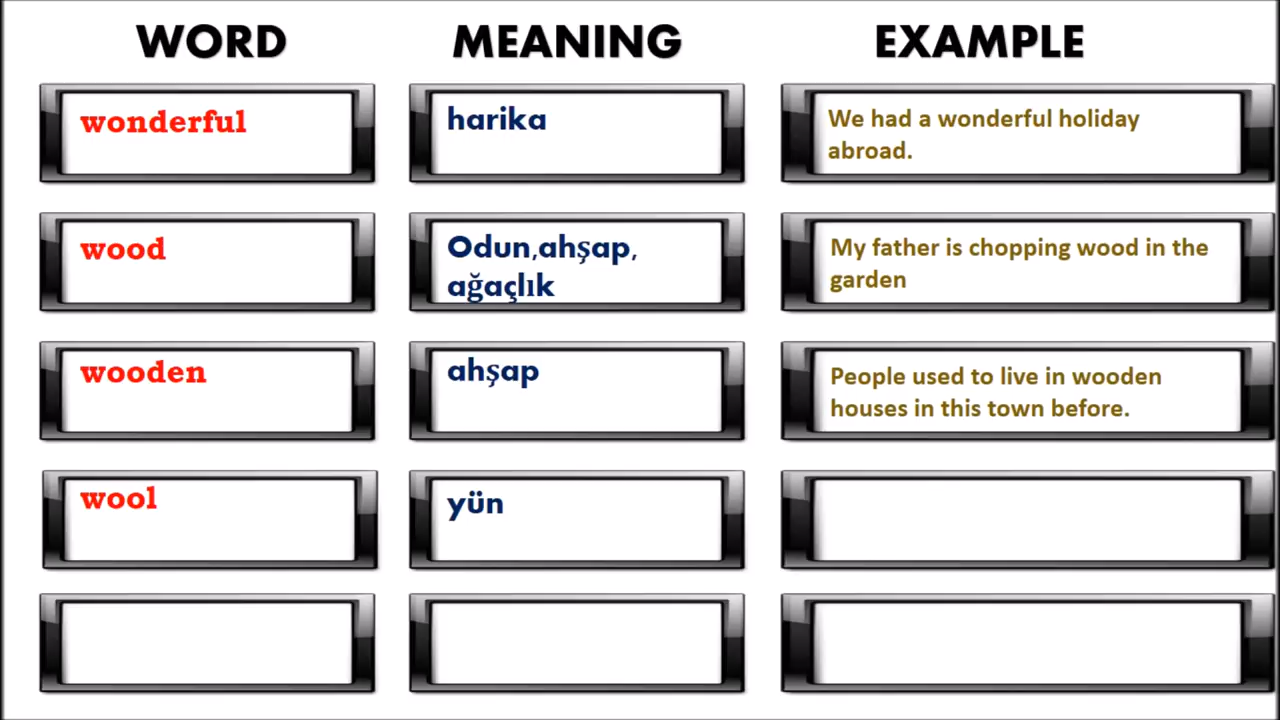 WORD MEANING EXAMPLE
wonderful
harika
We had a wonderful holiday
abroad.
wood
Odun,ahşap,
ağaçlık
My father is chopping wood in the
garden
wooden
ahşap
People used to live in wooden
houses in this town before.
wool
yün